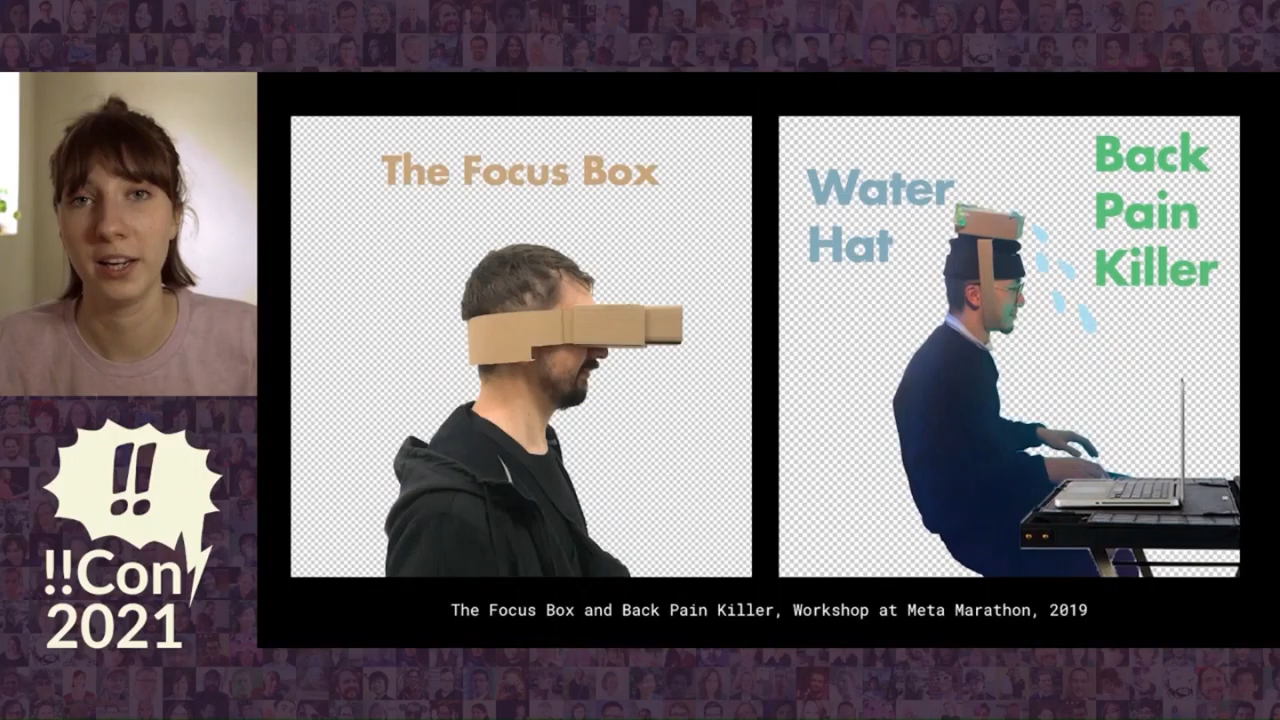 The Focus Box
Water
Hat
Back
Pain
Killer
!!
!!Con
2021
The Focus Box and Back Pain Killer, Workshop at Meta Marathon, 2019